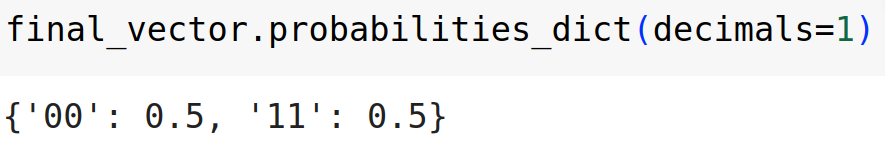 final_vector.probabilities_dict(decimals=1)
{'00': 0.5, '11': 0.5}